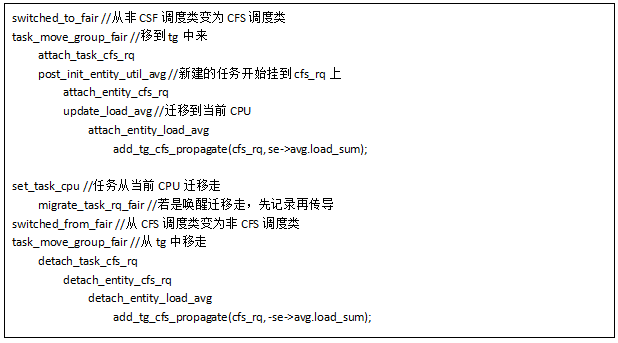 switched_to_fair //从非 CSF 调度类变为 CFS 调度类
task_move_group_fair //移到 tg 中来
attach_task_cfs_rq
post_init_entity_util_avg //新建的任务开始挂到 cfs_rq 上
attach_entity_cfs_rq
update_load_avg //迁移到当前 CPU
attach_entity_load_avg
add_tg_cfs_propagate(cfs_rq, se->avg.load_sum);
set_task_cpu //任务从当前 CPU 迁移走
migrate_task_rq_fair //若是唤醒迁移走，先记录再传导
switched_from_fair //从 CFS 调度类变为非 CFS 调度类
task_move_group_fair //从 tg 中移走
detach_task_cfs_rq
detach_entity_cfs_rq
detach_entity_load_avg
add_tg_cfs_propagate(cfs_rq, -se->avg.load_sum);